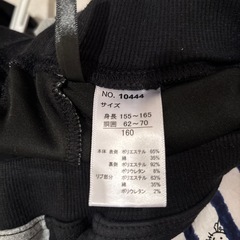 NO. 10444
サイズ
身長 155~165
胴囲 62~70
160
本体 表側 ポリエステル 65%
綿 35%
裏側 ポリエステル 92%
ポリウレタン 8%
リブ部分 ポリエステル 63%
綿 35%
ポリウレタン 2%